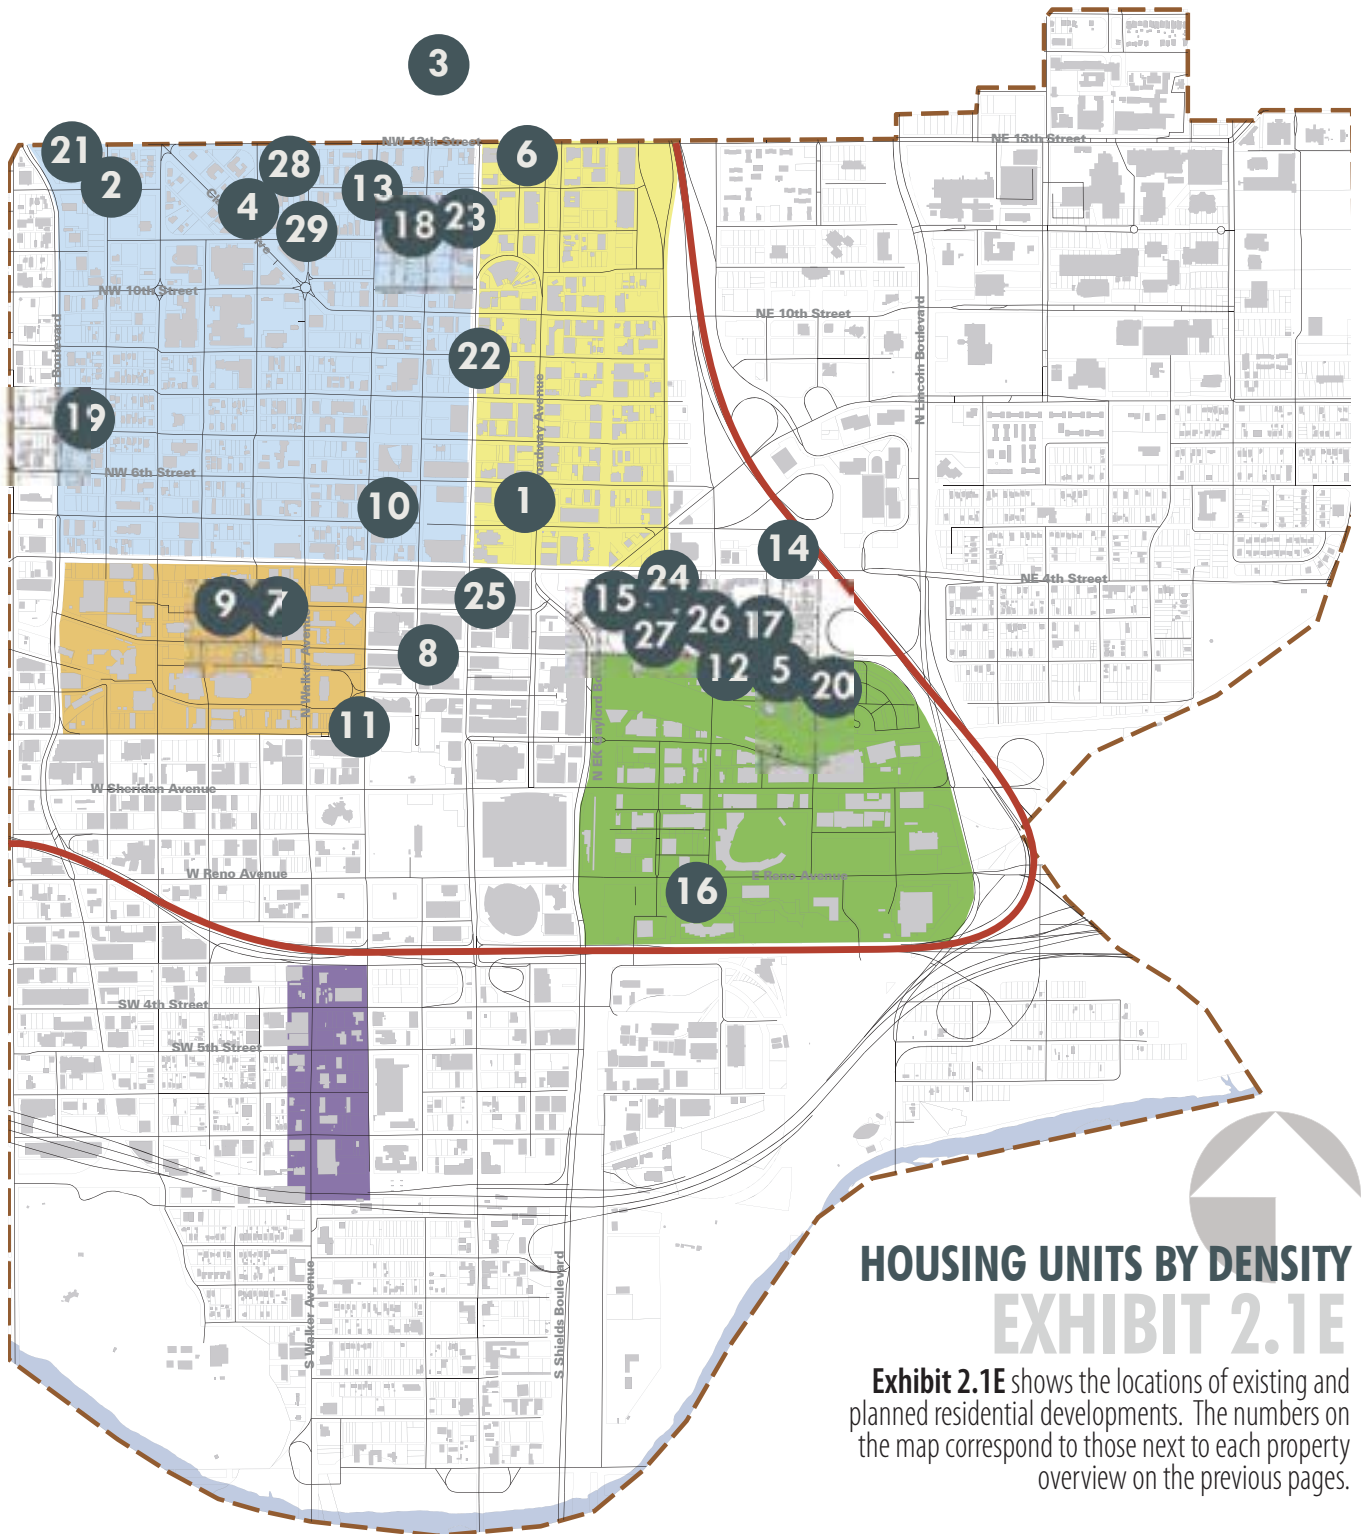 3
NW 13th Street
NE 13th Street
21
2
28
4
29
13
18
23
6
NW 10th Street
NE 10th Street
N Lincoln Boulevard
22
Boulevard
19
NW 6th Street
10
1
14
NE 4th Street
9
7
N Walker Avenue
25
8
11
15
24
27
26
17
12
5
20
W Sheridan Avenue
W Reno Avenue
16
E Reno Avenue
SW 4th Street
SW 5th Street
S Walker Avenue
S Shields Boulevard
HOUSING UNITS BY DENSITY
EXHIBIT 2.1E
Exhibit 2.1E shows the locations of existing and
planned residential developments. The numbers on
the map correspond to those next to each property
overview on the previous pages.